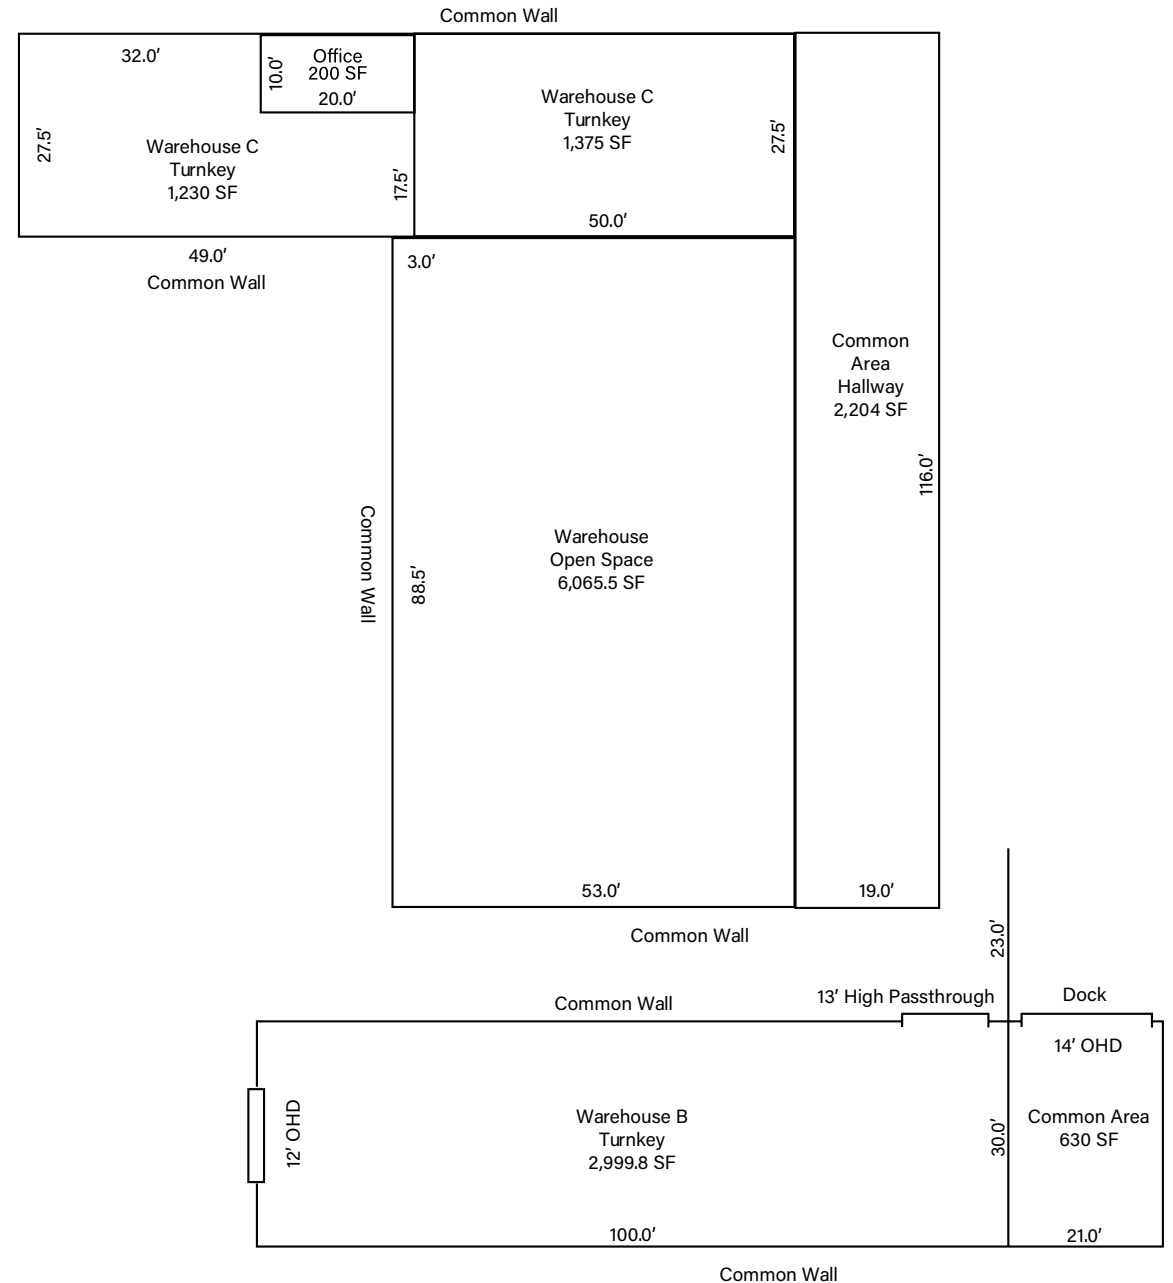 Common Wall
32.0′
10.0′
Office
200 SF
20.0′
27.5′
Warehouse C
Turnkey
1,230 SF
17.5′
Warehouse C
Turnkey
1,375 SF
27.5′
50.0′
49.0′
Common Wall
3.0′
Common
Area
Hallway
2,204 SF
116.0′
Common Wall
88.5′
Warehouse
Open Space
6,065.5 SF
53.0′
19.0′
Common Wall
23.0′
Common Wall
13′ High Passthrough
Dock
14′ OHD
12′ OHD
Warehouse B
Turnkey
2,999.8 SF
30.0′
Common Area
630 SF
100.0′
21.0′
Common Wall